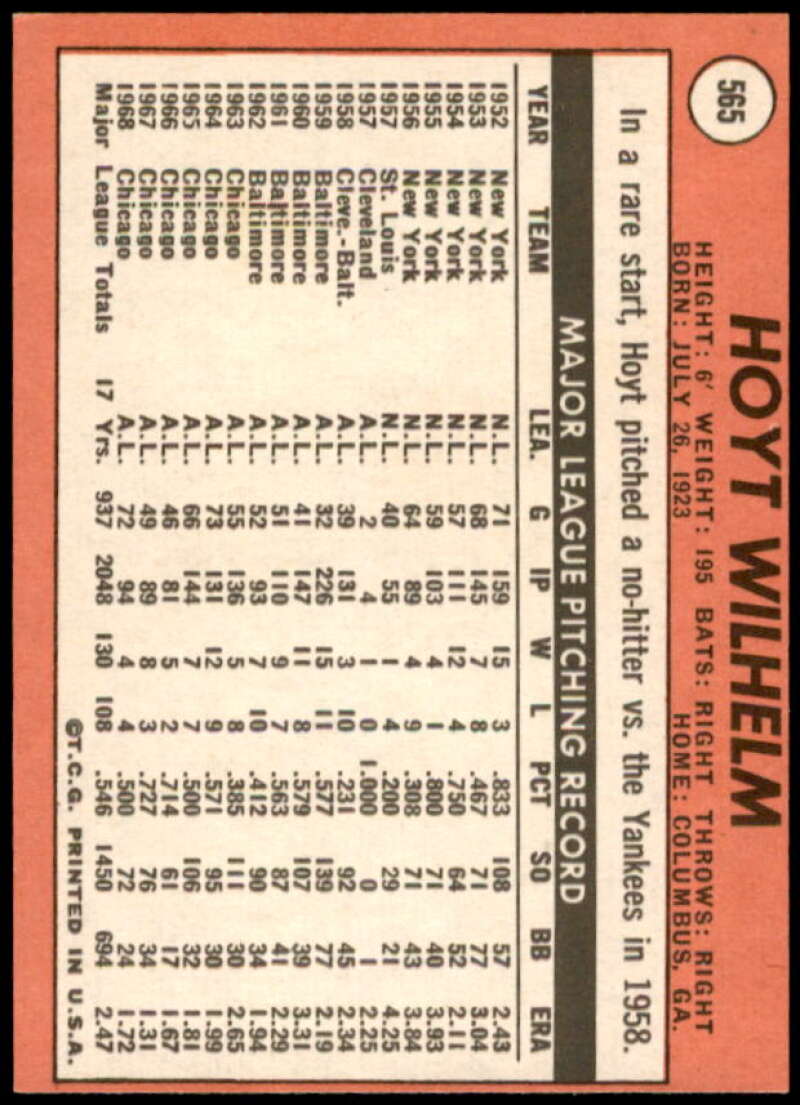 565
HOYT WILHELM
HEIGHT: 6' WEIGHT: 195 BATS: RIGHT THROWS: RIGHT
BORN: JULY 26, 1923 HOME: COLUMBUS, GA.
In a rare start, Hoyt pitched a no-hitter vs. the Yankees in 1958.
MAJOR LEAGUE PITCHING RECORD
YEAR TEAM LEA. G IP W L PCT SO BB ERA
1952 New York N.L. 71 159 15 3 .833 108 57 2.43
1953 New York N.L. 68 145 7 8 .467 71 77 3.04
1954 New York N.L. 57 111 12 4 .750 64 52 2.11
1955 New York N.L. 59 103 4 1 .800 71 40 3.93
1956 New York N.L. 64 89 4 9 .308 71 43 3.84
1957 St. Louis N.L. 40 55 1 4 .200 29 21 4.25
1957 Cleveland A.L. 2 4 1 0 1.000 0 1 2.25
1958 Cleve.-Balt. A.L. 39 131 3 10 .231 92 45 2.34
1959 Baltimore A.L. 32 226 15 11 .577 139 77 2.19
1960 Baltimore A.L. 41 147 11 8 .579 107 39 3.31
1961 Baltimore A.L. 51 110 9 7 .563 87 41 2.29
1962 Baltimore A.L. 52 93 7 10 .412 90 34 1.94
1963 Chicago A.L. 55 136 5 8 .385 111 30 2.65
1964 Chicago A.L. 73 131 12 9 .571 95 30 1.99
1965 Chicago A.L. 66 144 7 7 .500 106 32 1.81
1966 Chicago A.L. 46 81 5 2 .714 61 17 1.67
1967 Chicago A.L. 49 89 8 3 .727 76 34 1.31
1968 Chicago A.L. 72 94 4 4 .500 72 24 1.72
Major League Totals 17 Yrs. 937 2048 130 108 .546 1450 694 2.47
©T.C.G. PRINTED IN U.S.A.